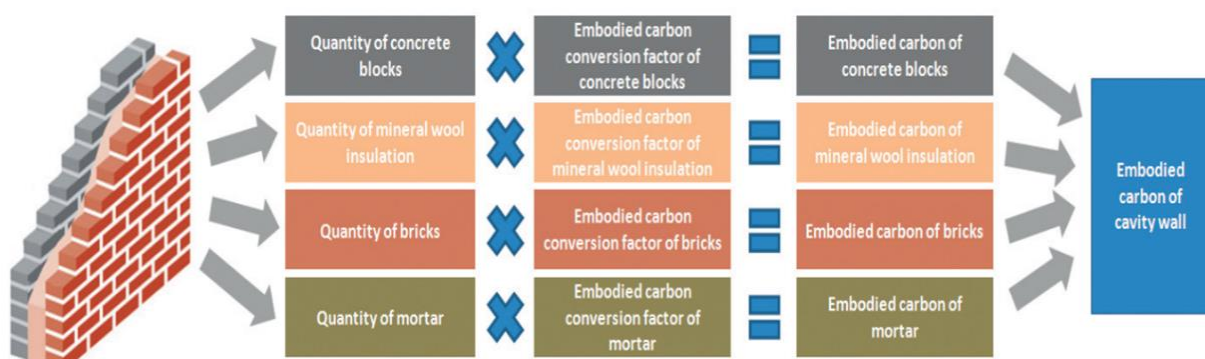 Quantity of concrete
blocks
Embodied carbon
conversion factor of
concrete blocks
Embodied carbon of
concrete blocks
Quantity of mineral wool
insulation
Embodied carbon
conversion factor of
mineral wool insulation
Embodied carbon of
mineral wool insulation
Quantity of bricks
Embodied carbon
conversion factor of bricks
Embodied carbon of bricks
Quantity of mortar
Embodied carbon
conversion factor of
mortar
Embodied carbon of
mortar
Embodied
carbon of
cavity wall